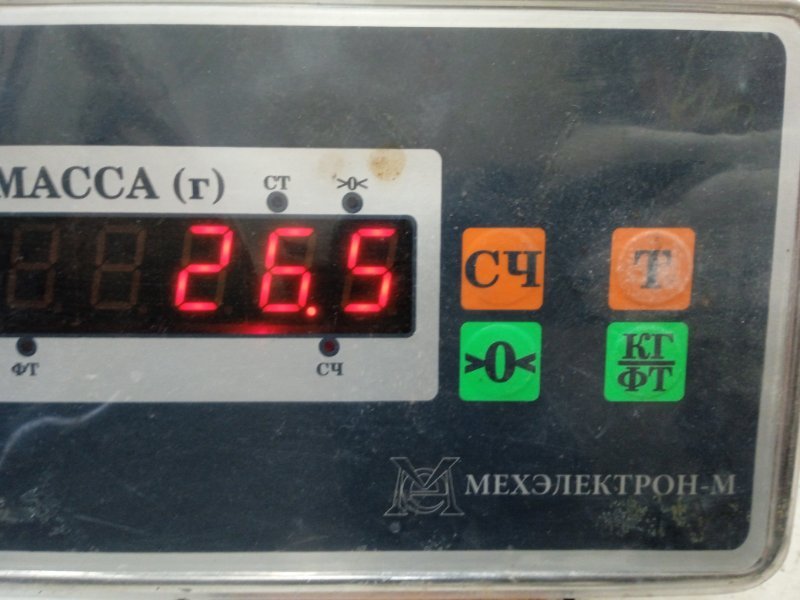 МАССА (г)
СТ >0<
26.5
ФТ СЧ
СЧ Т
>0< КГ
ФТ
МЕХЭЛЕКТРОН-М